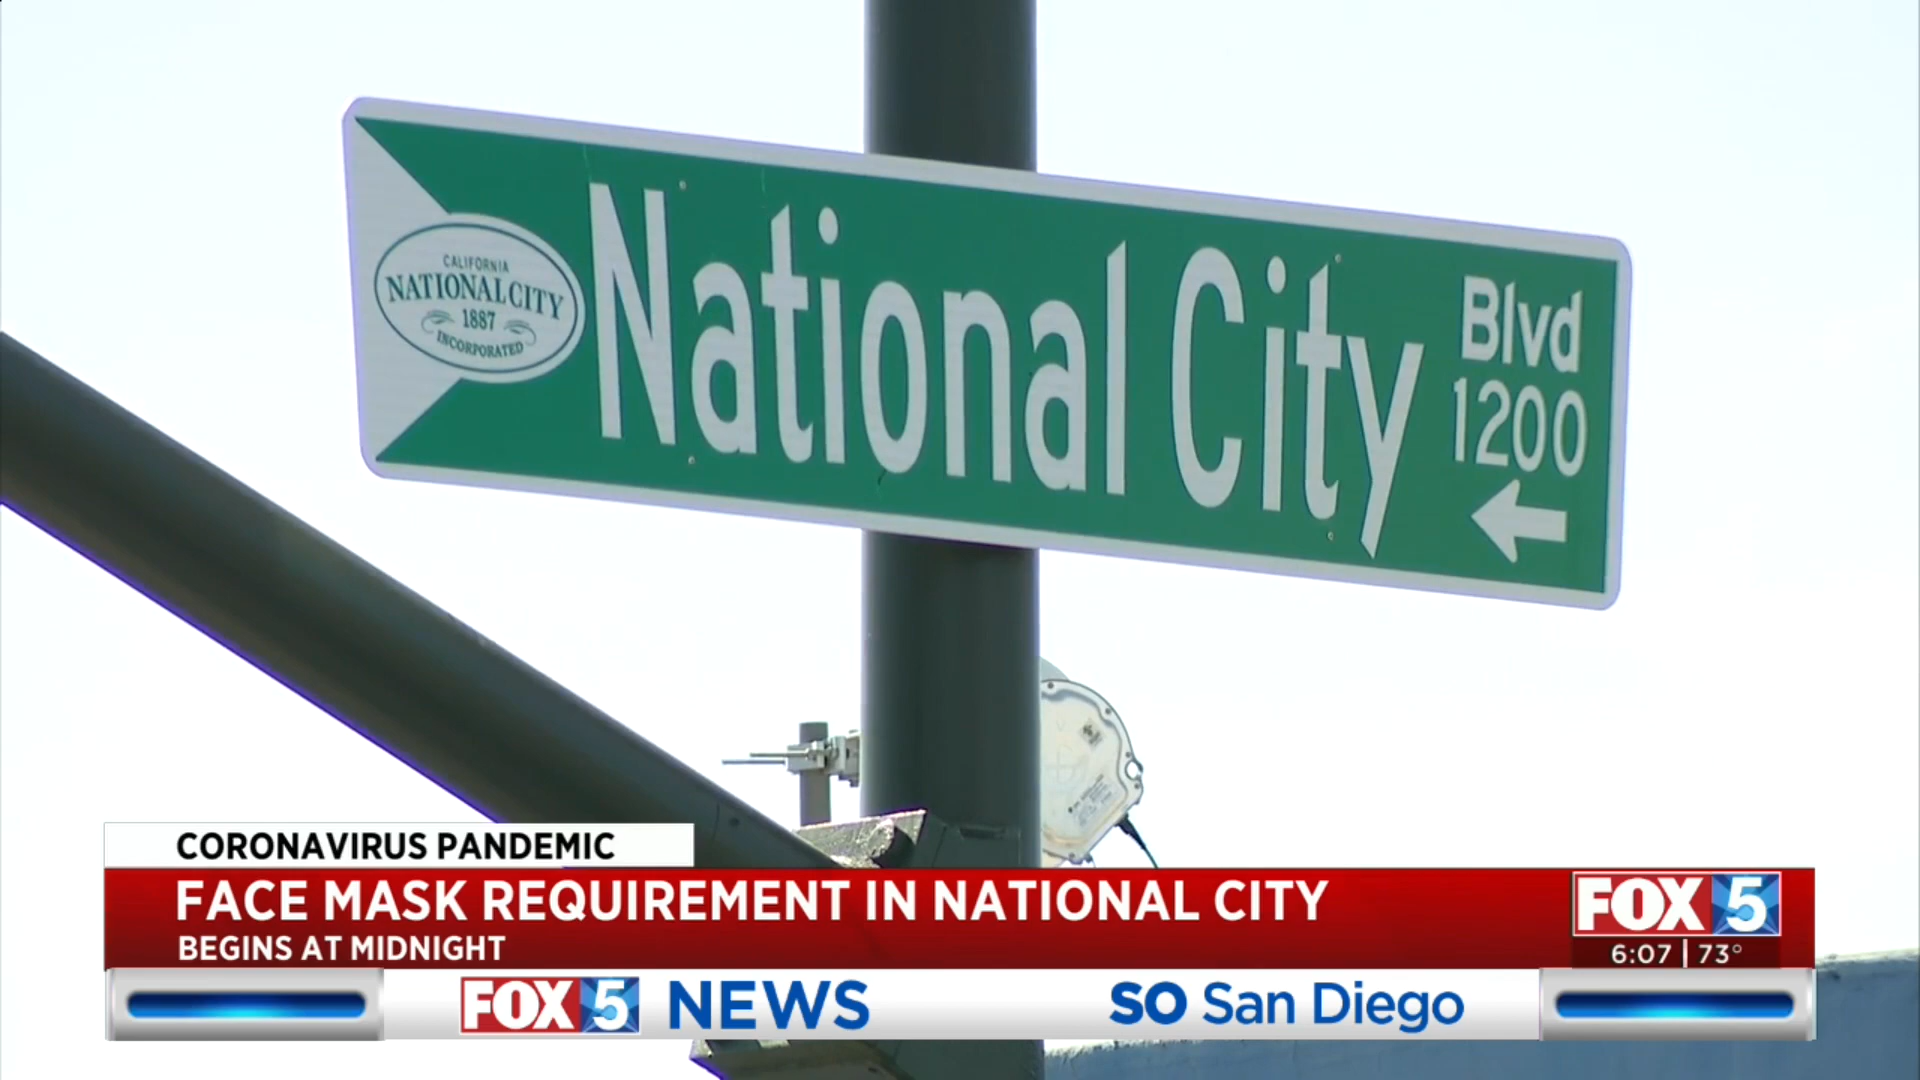 CALIFORNIA
NATIONAL CITY
1887
INCORPORATED
National City Blvd
1200
CORONAVIRUS PANDEMIC
FACE MASK REQUIREMENT IN NATIONAL CITY
BEGINS AT MIDNIGHT
FOX 5
6:07 | 73°
FOX 5 NEWS
SO San Diego